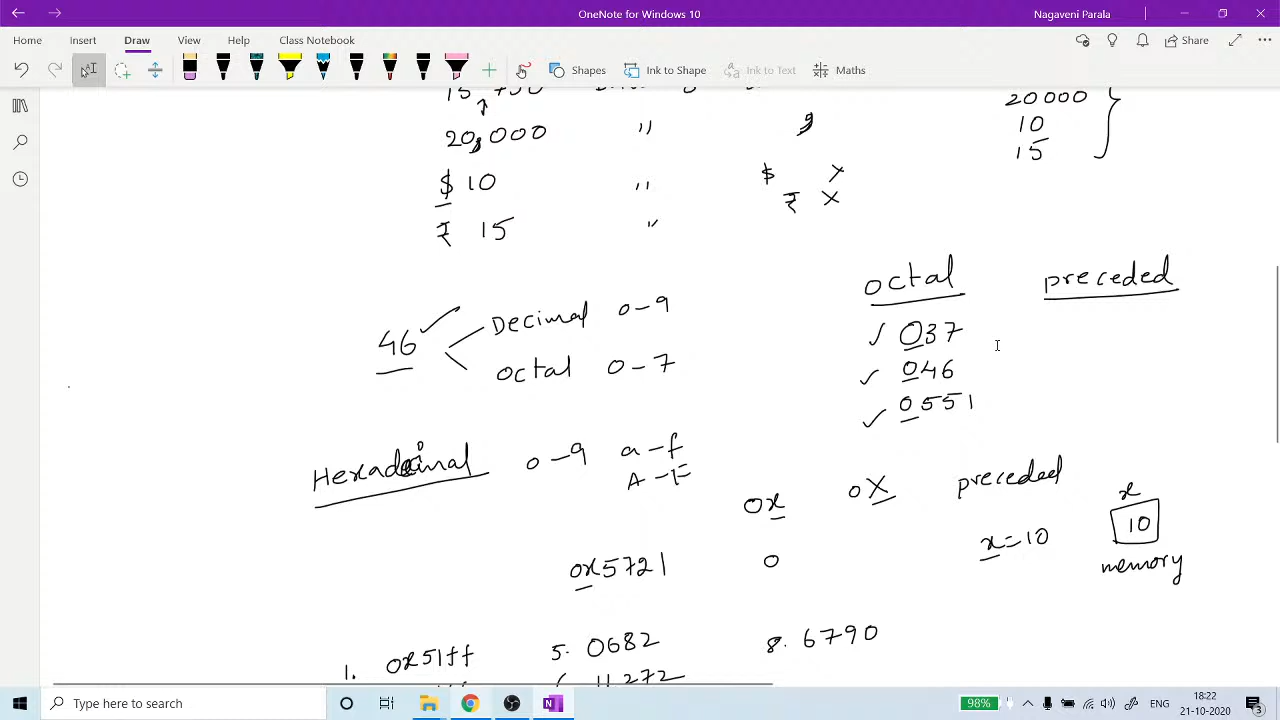 OneNote for Windows 10
Nagaveni Parala
Home Insert Draw View Help Class Notebook
Share
Shapes Ink to Shape Ink to Text Maths
20000
20,000 " ,
10
15
$ 10 " $ x
₹ x
₹ 15 "
octal preceded
46 Decimal 0-9
octal 0-7
037
046
0551
0-9 a-f
A-F
0x 0X preceded
x
x=10 10
memory
0x5721 0
1. 0x51ff 5. 0682 8. 6790
11272
Type here to search
98%
ENG
18:22
21-10-2020
3